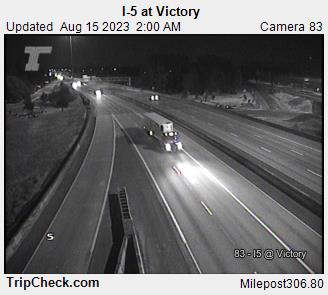 I-5 at Victory
Updated  Aug 15 2023  2:00 AM
Camera 83
T
S
83 - I5 @ Victory
TripCheck.com
Milepost306.80